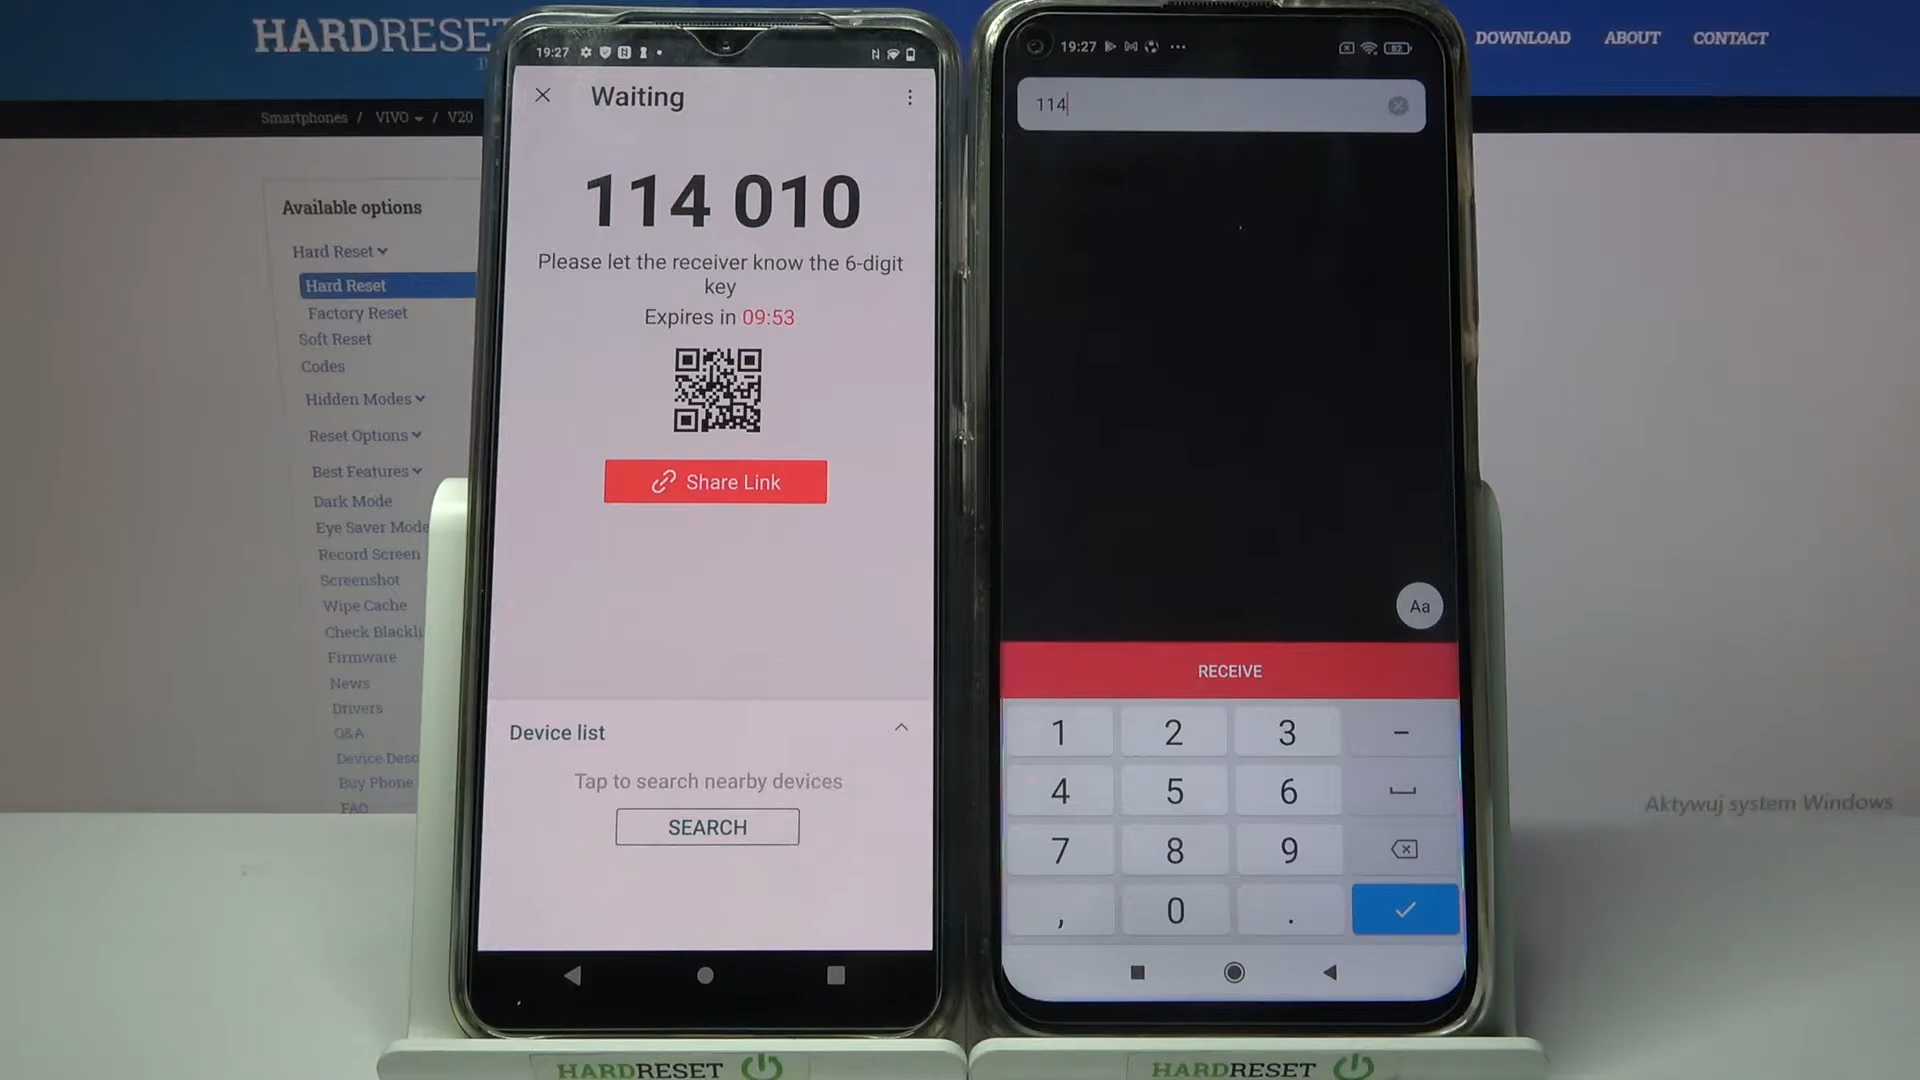 HARDRESET
DOWNLOAD
ABOUT
CONTACT
Smartphones / VIVO / V20
Available options
Hard Reset
Hard Reset
Factory Reset
Soft Reset
Codes
Hidden Modes
Reset Options
Best Features
Dark Mode
Eye Saver Mode
Record Screen
Screenshot
Wipe Cache
Check Blackli
Firmware
News
Drivers
Q&A
Device Desc
Buy Phone
FAQ
19:27
Waiting
114 010
Please let the receiver know the 6-digit
key
Expires in 09:53
Share Link
Device list
Tap to search nearby devices
SEARCH
19:27
82
114
Aa
RECEIVE
1 2 3 –
4 5 6
7 8 9
, 0 .
Aktywuj system Windows
HARDRESET
HARDRESET